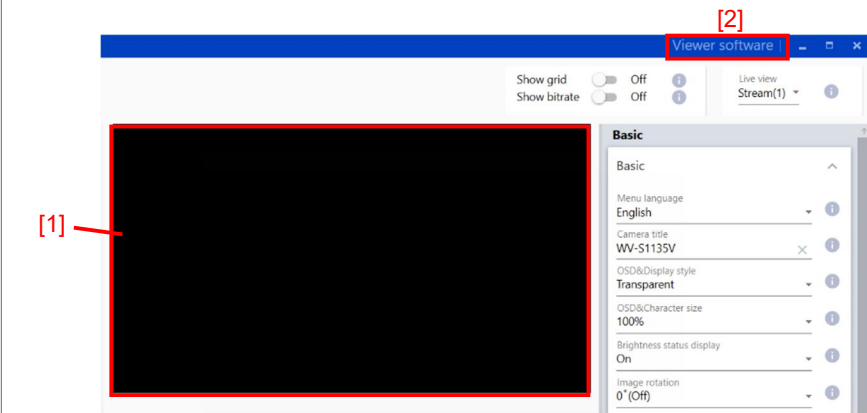 [2]
Viewer software
Show grid Off
Show bitrate Off
Live view
Stream(1)
Basic
Basic
[1]
Menu language
English
Camera title
WV-S1135V
OSD&Display style
Transparent
OSD&Character size
100%
Brightness status display
On
Image rotation
0˚(Off)